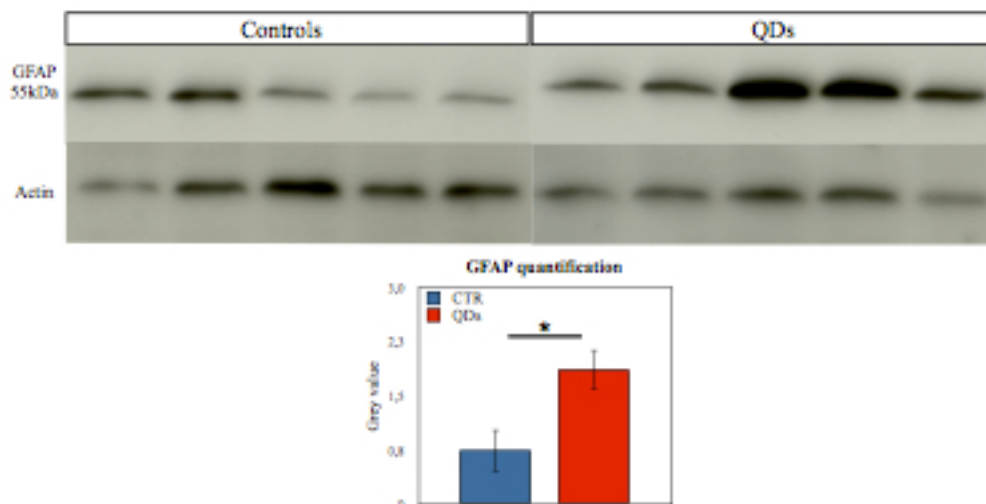 Controls
QDs
GFAP
55kDa
Actin
GFAP quantification
3,0
CTR
QDs
*
2,3
Grey value
1,5
0,8
0